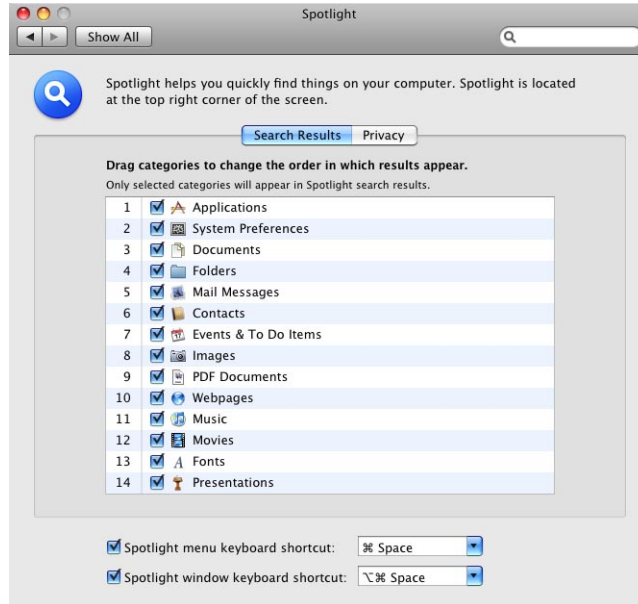 Spotlight
Show All
Spotlight helps you quickly find things on your computer. Spotlight is located
at the top right corner of the screen.
Search Results Privacy
Drag categories to change the order in which results appear.
Only selected categories will appear in Spotlight search results.
1 Applications
2 System Preferences
3 Documents
4 Folders
5 Mail Messages
6 Contacts
7 Events & To Do Items
8 Images
9 PDF Documents
10 Webpages
11 Music
12 Movies
13 Fonts
14 Presentations
Spotlight menu keyboard shortcut: ⌘ Space
Spotlight window keyboard shortcut: ⌥⌘ Space